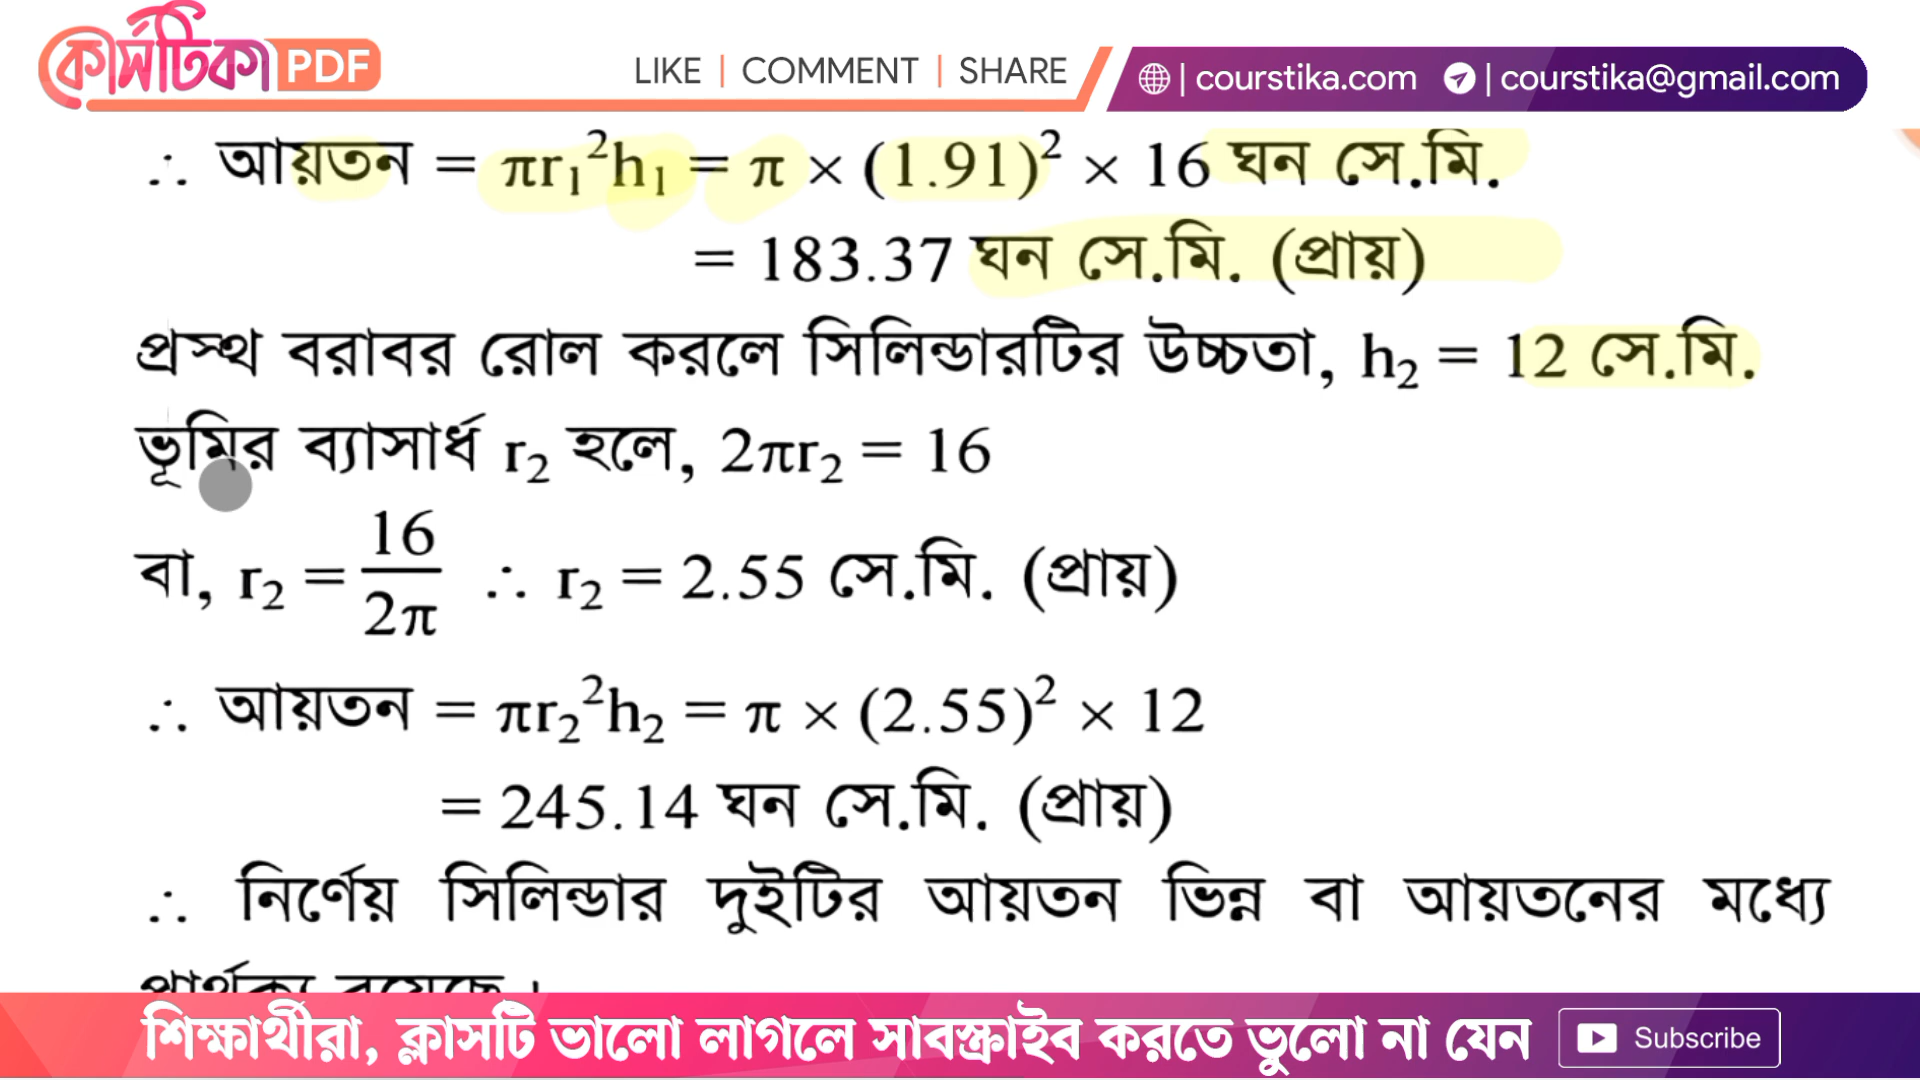 কোর্সটিকা PDF
LIKE | COMMENT | SHARE
| courstika.com | courstika@gmail.com
∴ আয়তন = πr₁²h₁ = π × (1.91)² × 16 ঘন সে.মি.
= 183.37 ঘন সে.মি. (প্রায়)
প্রস্থ বরাবর রোল করলে সিলিন্ডারটির উচ্চতা, h₂ = 12 সে.মি.
ভূমির ব্যাসার্ধ r₂ হলে, 2πr₂ = 16
বা, r₂ = 16/2π ∴ r₂ = 2.55 সে.মি. (প্রায়)
∴ আয়তন = πr₂²h₂ = π × (2.55)² × 12
= 245.14 ঘন সে.মি. (প্রায়)
∴ নির্ণেয় সিলিন্ডার দুইটির আয়তন ভিন্ন বা আয়তনের মধ্যে
পার্থক্য রয়েছে।
শিক্ষার্থীরা, ক্লাসটি ভালো লাগলে সাবস্ক্রাইব করতে ভুলো না যেন
Subscribe